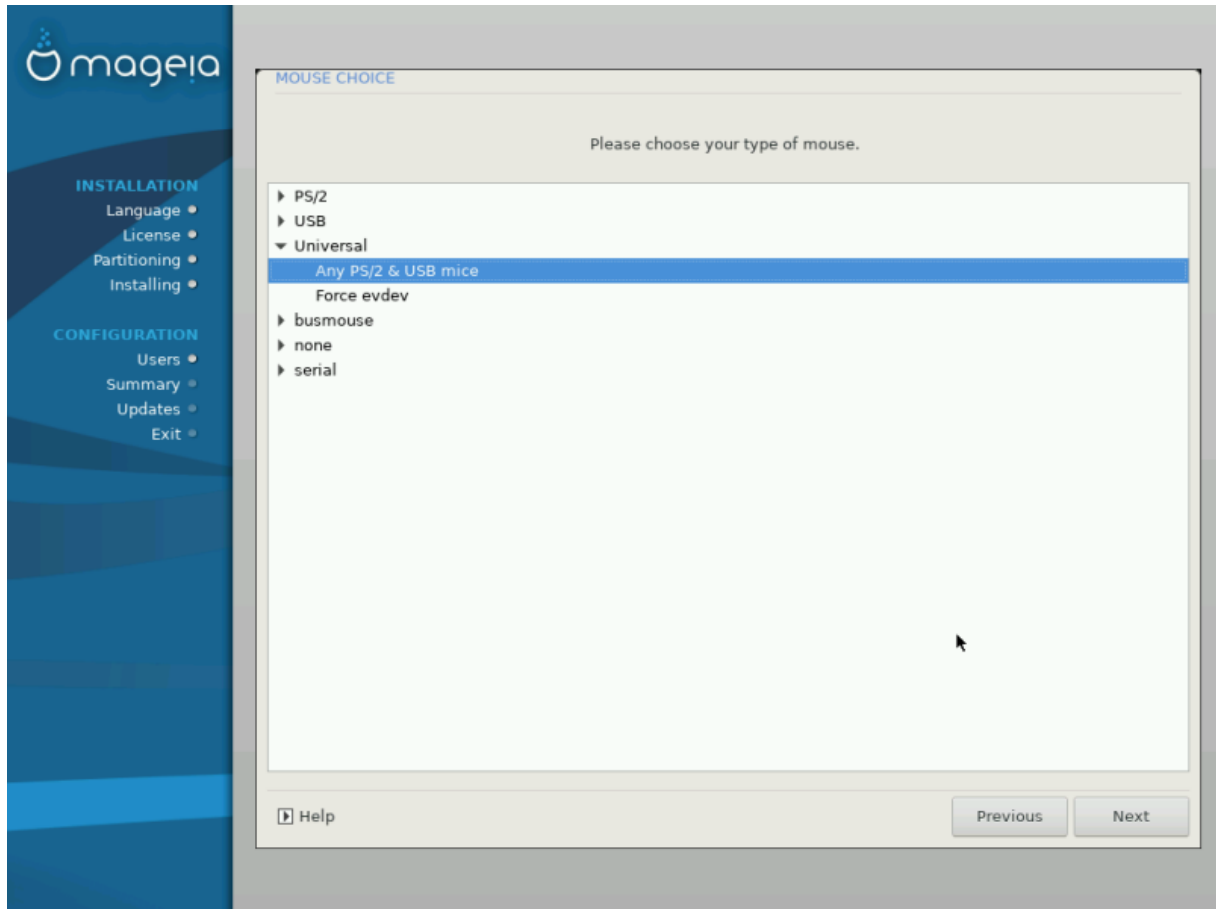 mageia
INSTALLATION
Language
License
Partitioning
Installing
CONFIGURATION
Users
Summary
Updates
Exit
MOUSE CHOICE
Please choose your type of mouse.
PS/2
USB
Universal
Any PS/2 & USB mice
Force evdev
busmouse
none
serial
Help
Previous
Next